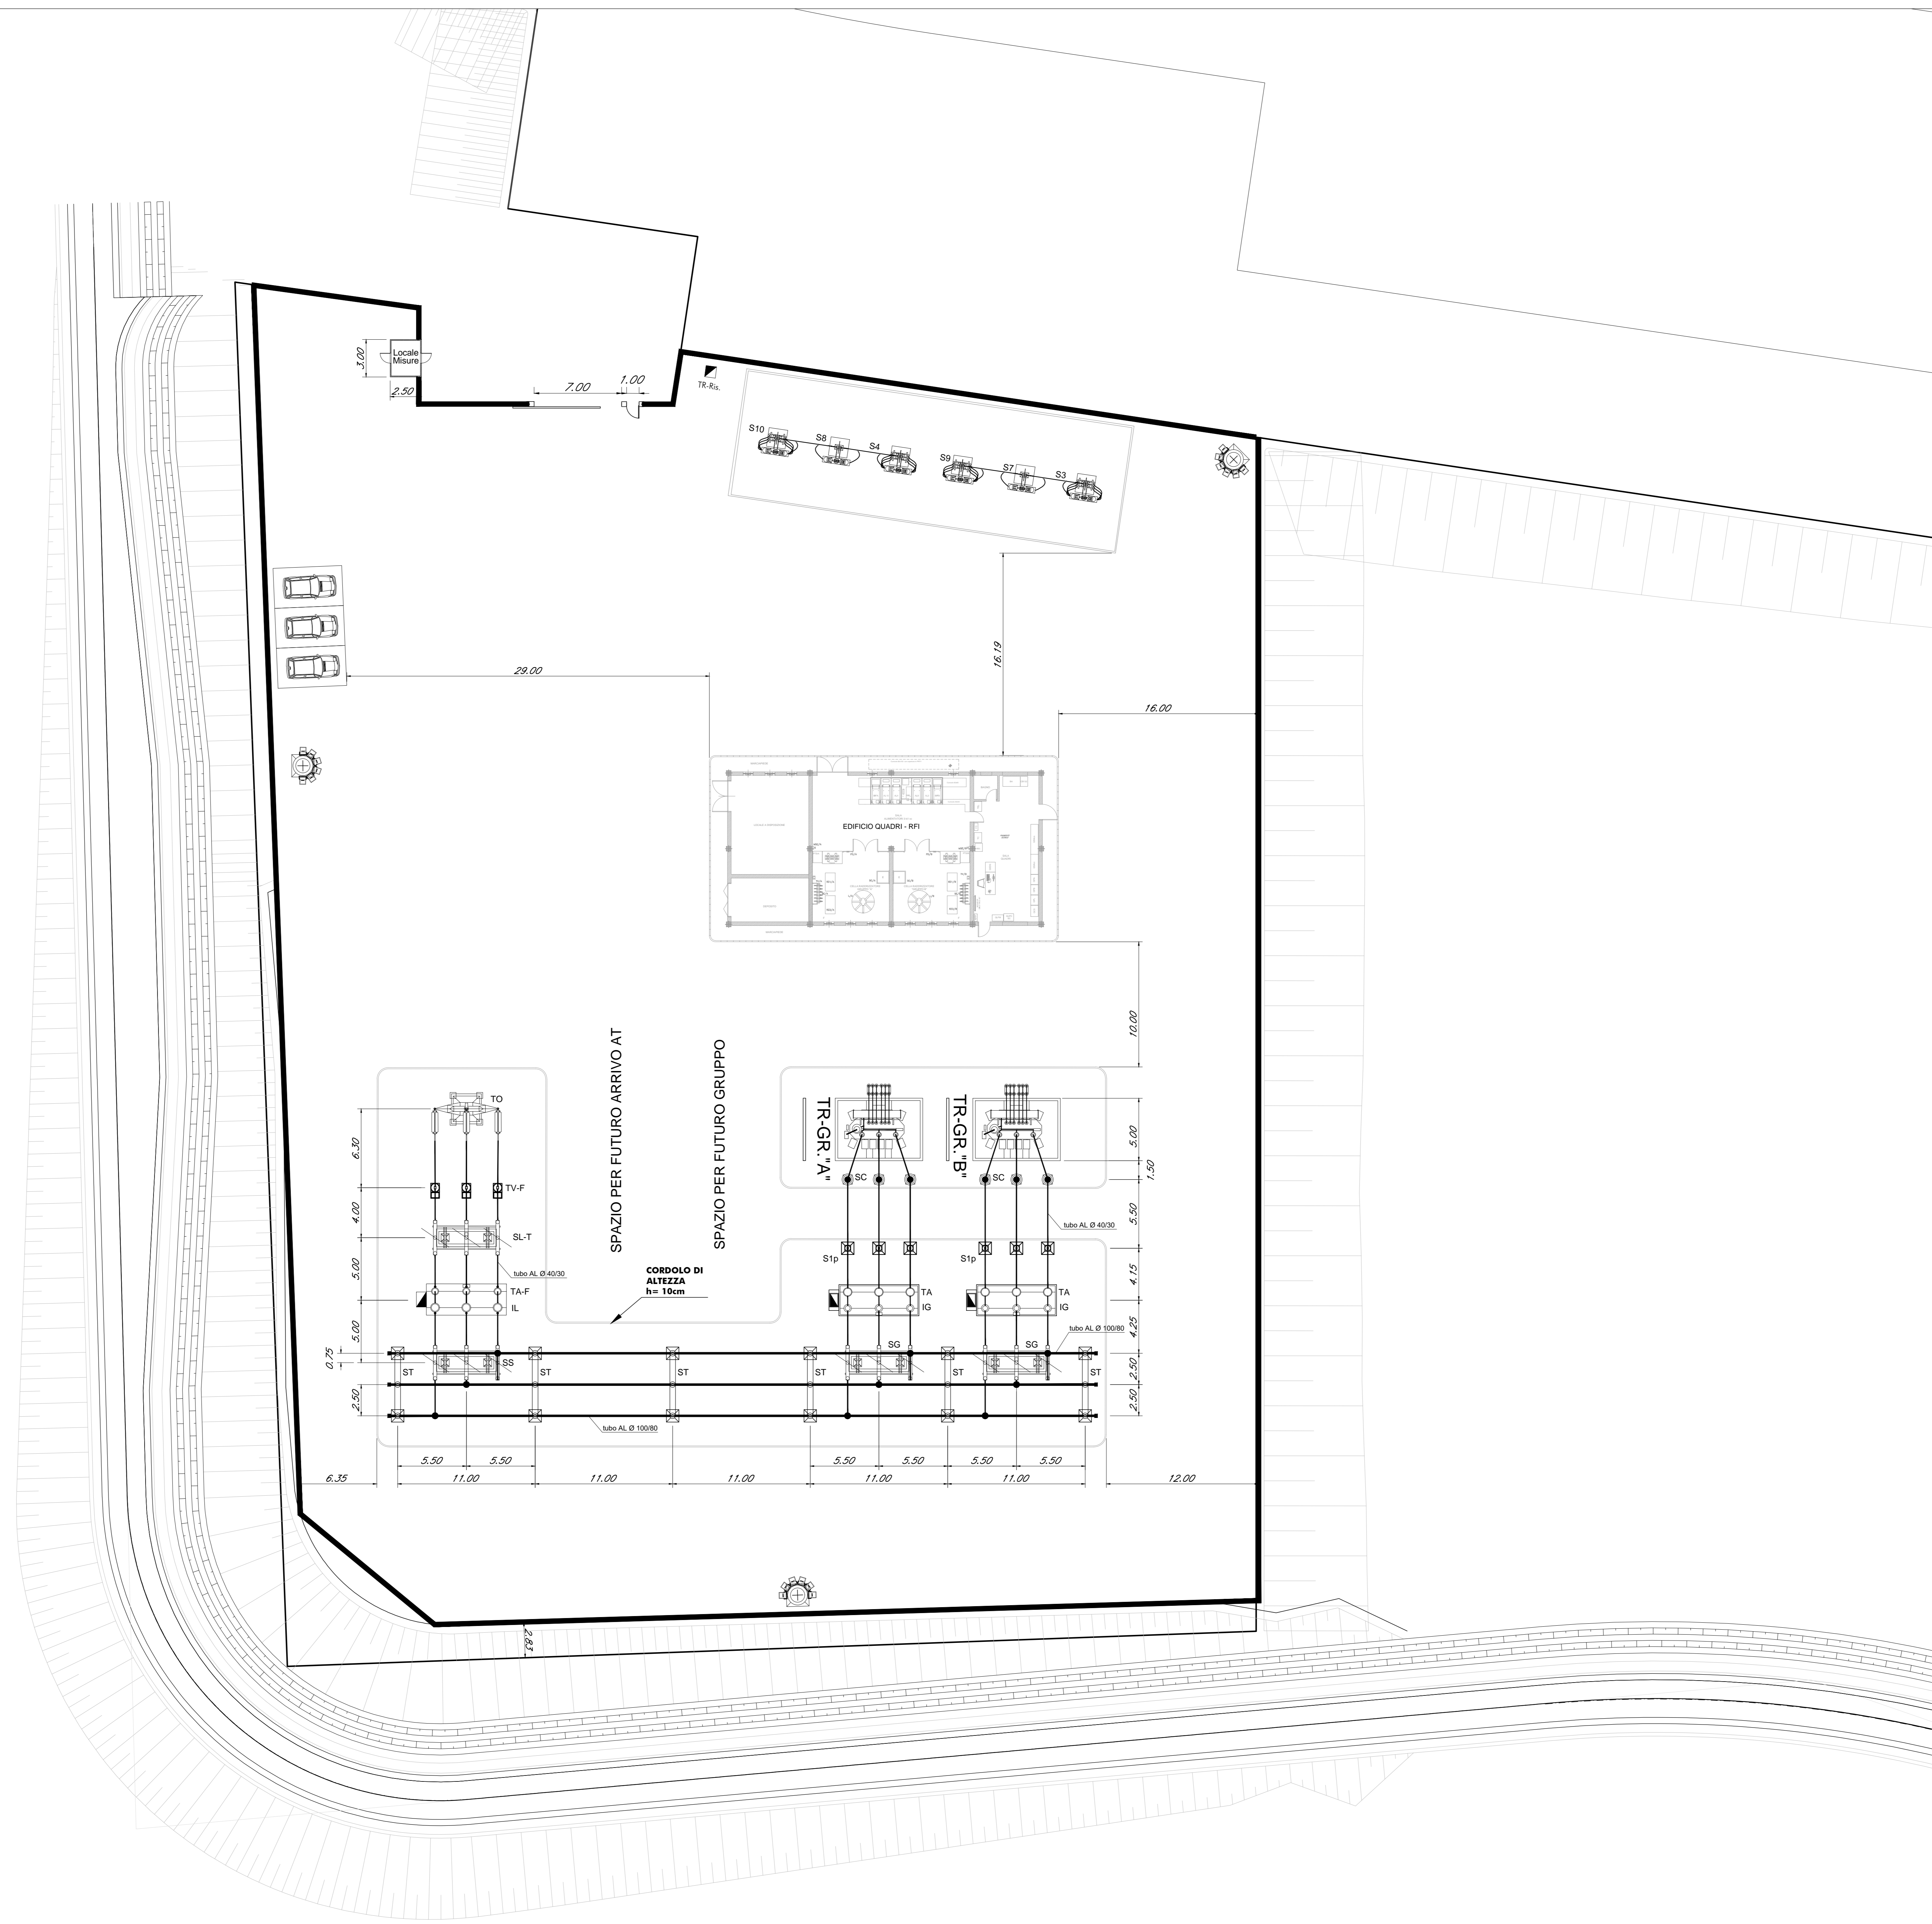 Locale
Misure
3.00
2.50
7.00
1.00
TR-Ris.
S10
S8
S4
S9
S7
S3
16.19
29.00
16.00
EDIFICIO QUADRI - RFI
10.00
SPAZIO PER FUTURO ARRIVO AT
SPAZIO PER FUTURO GRUPPO
TO
6.30
TV-F
4.00
SL-T
5.00
tubo AL Ø 40/30
TA-F
IL
5.00
0.75
SS
2.50
CORDOLO DI
ALTEZZA
h= 10cm
TR-GR."A"
TR-GR."B"
5.00
1.50
SC
SC
5.50
tubo AL Ø 40/30
S1p
S1p
4.15
TA
IG
TA
IG
4.25
tubo AL Ø 100/80
SG
SG
2.50
2.50
ST
ST
ST
ST
ST
ST
tubo AL Ø 100/80
5.50
5.50
5.50
5.50
5.50
5.50
6.35
11.00
11.00
11.00
11.00
11.00
12.00
2.83